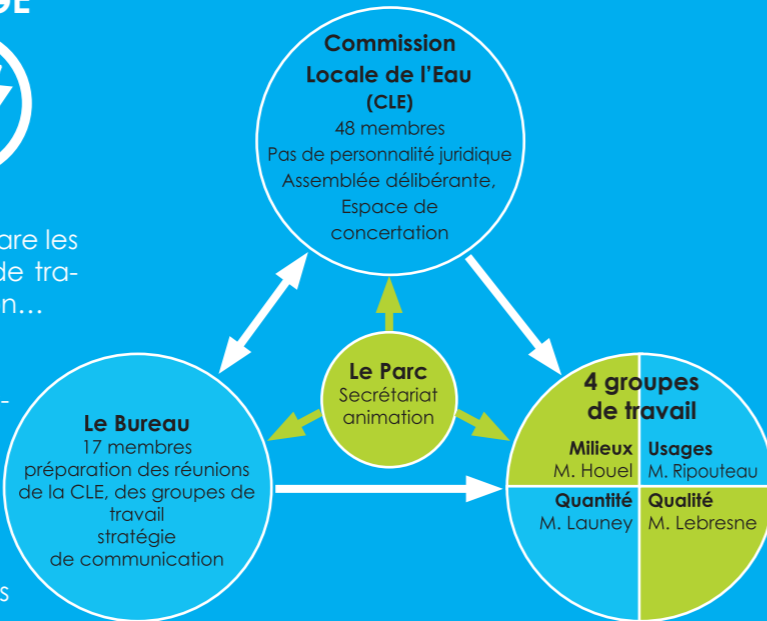 GE
are les
de tra-
n...
-
s
Commission
Locale de l'Eau
(CLE)
48 membres
Pas de personnalité juridique
Assemblée délibérante,
Espace de
concertation
Le Parc
Secrétariat
animation
Le Bureau
17 membres
préparation des réunions
de la CLE, des groupes de
travail
stratégie
de communication
4 groupes
de travail
Milieux
M. Houel
Usages
M. Ripouteau
Quantité
M. Launey
Qualité
M. Lebresne